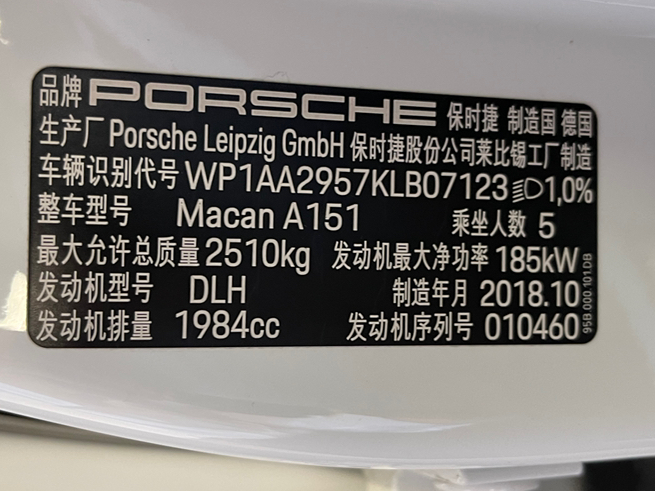 品牌 PORSCHE 保时捷 制造国 德国
生产厂 Porsche Leipzig GmbH 保时捷股份公司莱比锡工厂制造
车辆识别代号 WP1AA2957KLB07123 1,0%
整车型号 Macan A151 乘坐人数 5
最大允许总质量 2510kg 发动机最大净功率 185kW
发动机型号 DLH 制造年月 2018.10
发动机排量 1984cc 发动机序列号 010460
95B.000.101.DB